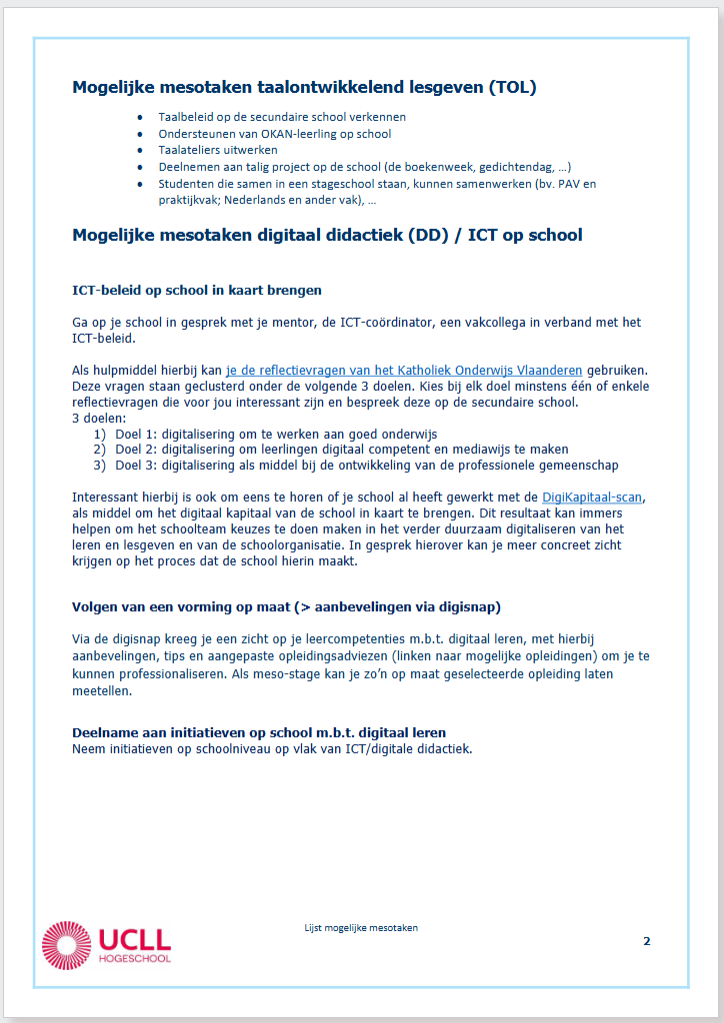 Mogelijke mesotaken taalontwikkelend lesgeven (TOL)
• Taalbeleid op de secundaire school verkennen
• Ondersteunen van OKAN-leerling op school
• Taalateliers uitwerken
• Deelnemen aan talig project op de school (de boekenweek, gedichtendag, …)
• Studenten die samen in een stageschool staan, kunnen samenwerken (bv. PAV en
praktijkvak; Nederlands en ander vak), …
Mogelijke mesotaken digitaal didactiek (DD) / ICT op school
ICT-beleid op school in kaart brengen
Ga op je school in gesprek met je mentor, de ICT-coördinator, een vakcollega in verband met het
ICT-beleid.
Als hulpmiddel hierbij kan je de reflectievragen van het Katholiek Onderwijs Vlaanderen gebruiken.
Deze vragen staan geclusterd onder de volgende 3 doelen. Kies bij elk doel minstens één of enkele
reflectievragen die voor jou interessant zijn en bespreek deze op de secundaire school.
3 doelen:
1) Doel 1: digitalisering om te werken aan goed onderwijs
2) Doel 2: digitalisering om leerlingen digitaal competent en mediawijs te maken
3) Doel 3: digitalisering als middel bij de ontwikkeling van de professionele gemeenschap
Interessant hierbij is ook om eens te horen of je school al heeft gewerkt met de DigiKapitaal-scan,
als middel om het digitaal kapitaal van de school in kaart te brengen. Dit resultaat kan immers
helpen om het schoolteam keuzes te doen maken in het verder duurzaam digitaliseren van het
leren en lesgeven en van de schoolorganisatie. In gesprek hierover kan je meer concreet zicht
krijgen op het proces dat de school hierin maakt.
Volgen van een vorming op maat (> aanbevelingen via digisnap)
Via de digisnap kreeg je een zicht op je leercompetenties m.b.t. digitaal leren, met hierbij
aanbevelingen, tips en aangepaste opleidingsadviezen (linken naar mogelijke opleidingen) om je te
kunnen professionaliseren. Als meso-stage kan je zo’n op maat geselecteerde opleiding laten
meetellen.
Deelname aan initiatieven op school m.b.t. digitaal leren
Neem initiatieven op schoolniveau op vlak van ICT/digitale didactiek.
Lijst mogelijke mesotaken
2
UCLL
HOGESCHOOL